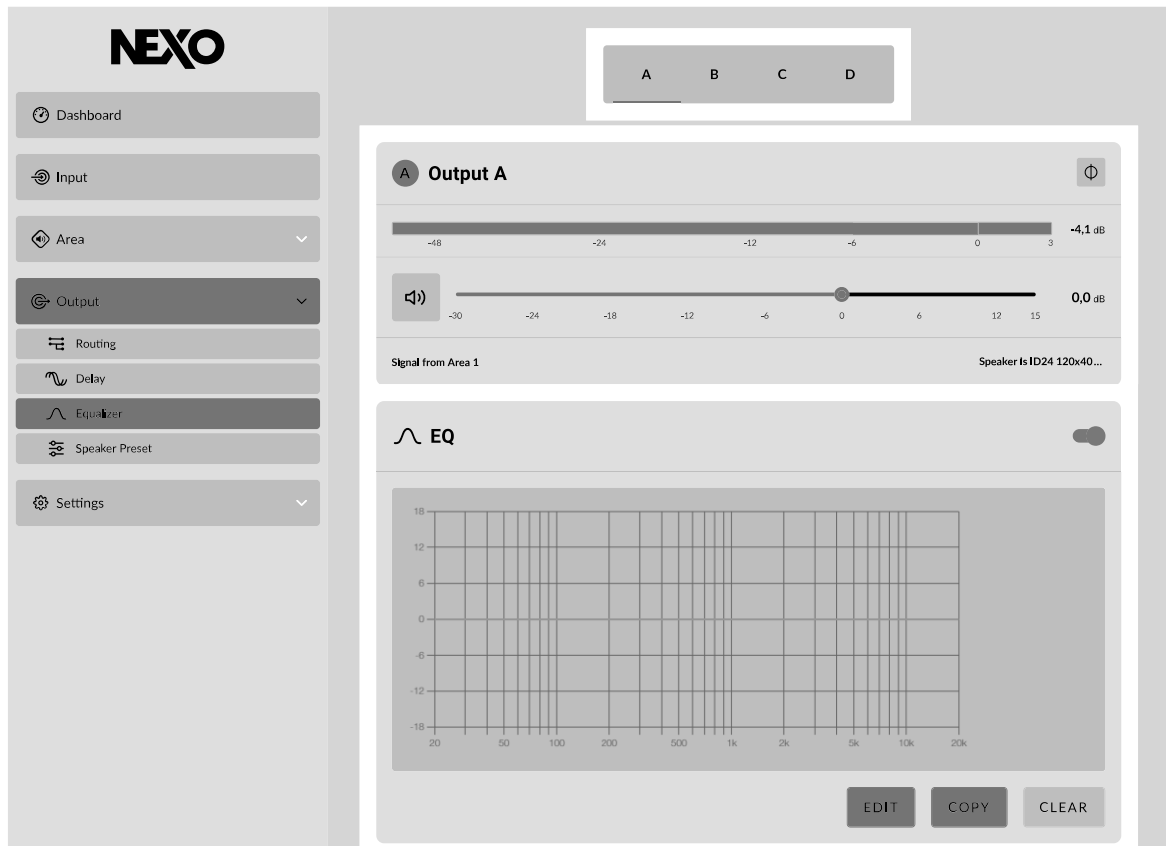 NEXO
Dashboard
Input
Area
Output
Routing
Delay
Equalizer
Speaker Preset
Settings
A B C D
A Output A
-4,1 dB
-48 -24 -12 -6 0 3
0,0 dB
-30 -24 -18 -12 -6 0 6 12 15
Signal from Area 1 Speaker Is ID24 120x40...
EQ
18
12
6
0
-6
-12
-18
20 50 100 200 500 1k 2k 5k 10k 20k
EDIT COPY CLEAR